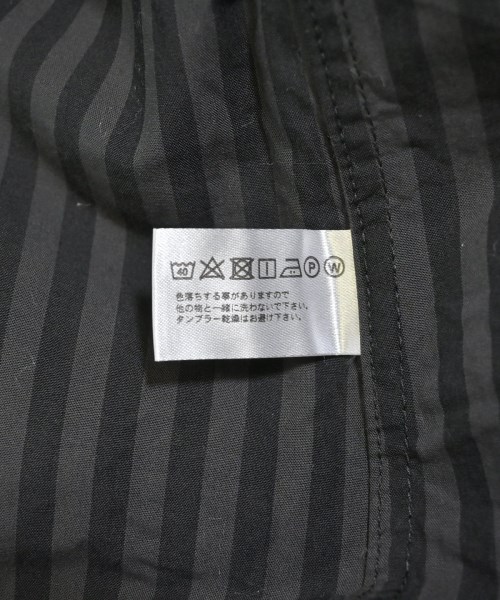 40 P W
色落ちする事がありますので
他の物と一緒に洗わないで下さい。
タンブラー乾燥はお避け下さい。